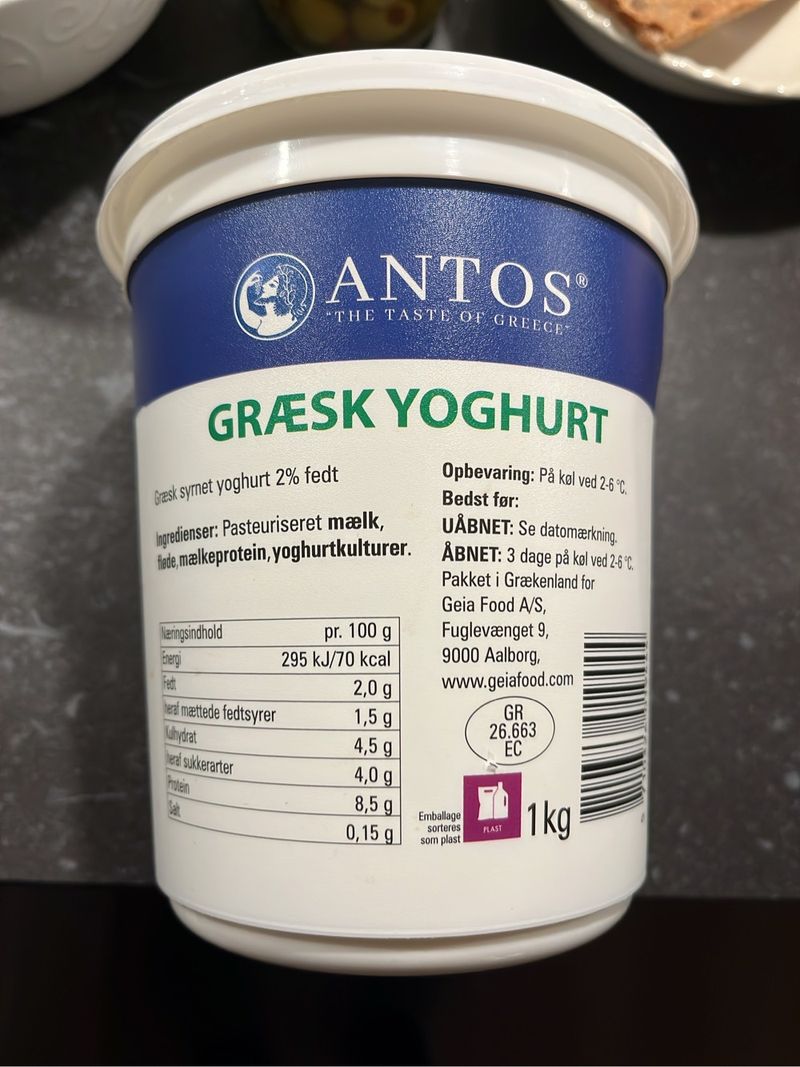 ANTOS®
"THE TASTE OF GREECE"
GRÆSK YOGHURT
Græsk syrnet yoghurt 2% fedt
Ingredienser: Pasteuriseret mælk,
fløde, mælkeprotein, yoghurtkulturer.
Næringsindhold pr. 100 g
Energi 295 kJ/70 kcal
Fedt 2,0 g
heraf mættede fedtsyrer 1,5 g
Kulhydrat 4,5 g
heraf sukkerarter 4,0 g
Protein 8,5 g
Salt 0,15 g
Opbevaring: På køl ved 2-6 °C.
Bedst før:
UÅBNET: Se datomærkning.
ÅBNET: 3 dage på køl ved 2-6 °C.
Pakket i Grækenland for
Geia Food A/S,
Fuglevænget 9,
9000 Aalborg,
www.geiafood.com
GR
26.663
EC
Emballage
sorteres
som plast
PLAST
1 kg